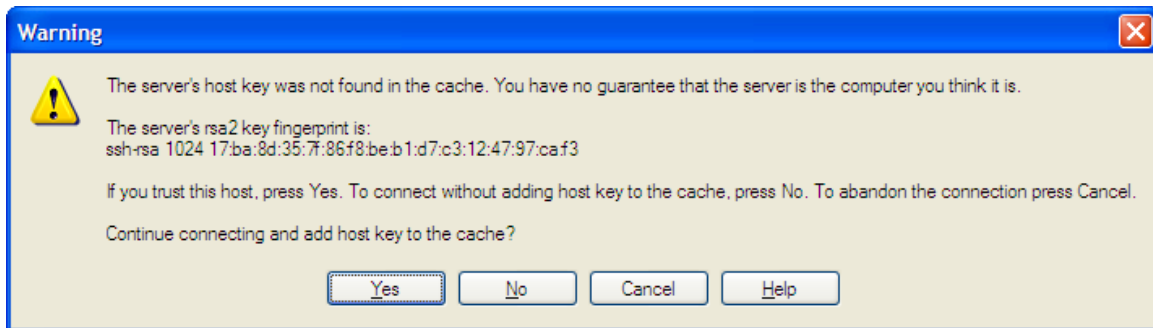 Warning
The server's host key was not found in the cache. You have no guarantee that the server is the computer you think it is.
The server's rsa2 key fingerprint is:
ssh-rsa 1024 17:ba:8d:35:7f:86:f8:be:b1:d7:c3:12:47:97:ca:f3
If you trust this host, press Yes. To connect without adding host key to the cache, press No. To abandon the connection press Cancel.
Continue connecting and add host key to the cache?
Yes No Cancel Help